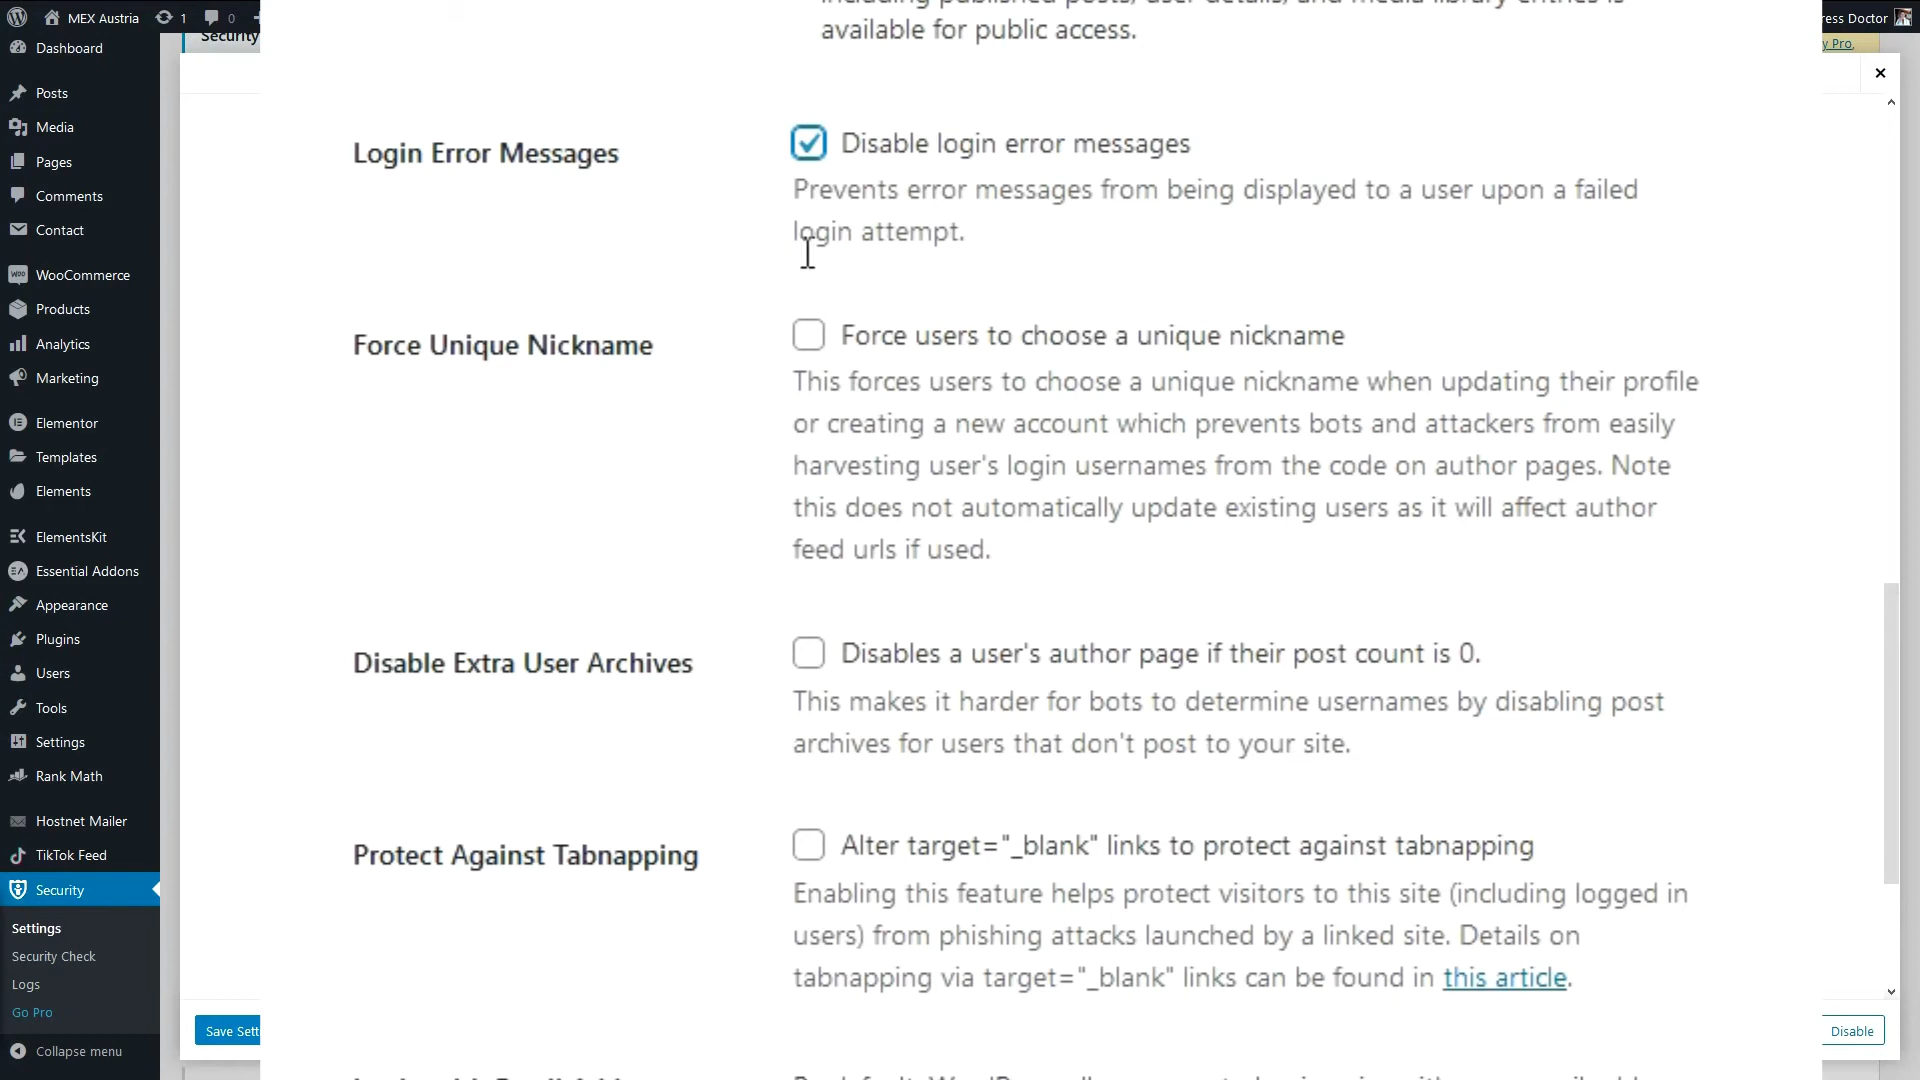 MEX Austria
1
0
ress Doctor
Dashboard
Posts
Media
Pages
Comments
Contact
WooCommerce
Products
Analytics
Marketing
Elementor
Templates
Elements
ElementsKit
Essential Addons
Appearance
Plugins
Users
Tools
Settings
Rank Math
Hostnet Mailer
TikTok Feed
Security
Settings
Security Check
Logs
Go Pro
Collapse menu
Security
y Pro,
available for public access.
Login Error Messages
Disable login error messages
Prevents error messages from being displayed to a user upon a failed
login attempt.
Force Unique Nickname
Force users to choose a unique nickname
This forces users to choose a unique nickname when updating their profile
or creating a new account which prevents bots and attackers from easily
harvesting user's login usernames from the code on author pages. Note
this does not automatically update existing users as it will affect author
feed urls if used.
Disable Extra User Archives
Disables a user's author page if their post count is 0.
This makes it harder for bots to determine usernames by disabling post
archives for users that don't post to your site.
Protect Against Tabnapping
Alter target="_blank" links to protect against tabnapping
Enabling this feature helps protect visitors to this site (including logged in
users) from phishing attacks launched by a linked site. Details on
tabnapping via target="_blank" links can be found in this article.
Save Sett
Disable